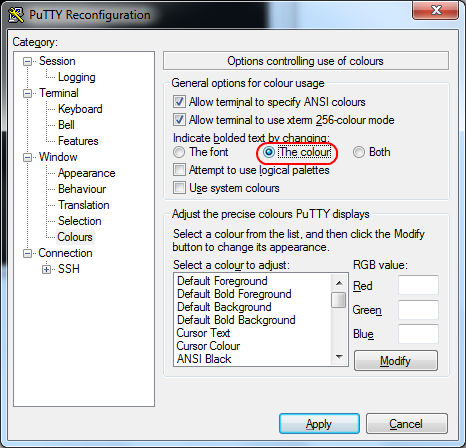 PuTTY Reconfiguration
Category:
Session
Logging
Terminal
Keyboard
Bell
Features
Window
Appearance
Behaviour
Translation
Selection
Colours
Connection
SSH
Options controlling use of colours
General options for colour usage
Allow terminal to specify ANSI colours
Allow terminal to use xterm 256-colour mode
Indicate bolded text by changing:
The font The colour Both
Attempt to use logical palettes
Use system colours
Adjust the precise colours PuTTY displays
Select a colour from the list, and then click the Modify
button to change its appearance.
Select a colour to adjust: RGB value:
Default Foreground
Default Bold Foreground
Default Background
Default Bold Background
Cursor Text
Cursor Colour
ANSI Black
Red
Green
Blue
Modify
Apply Cancel